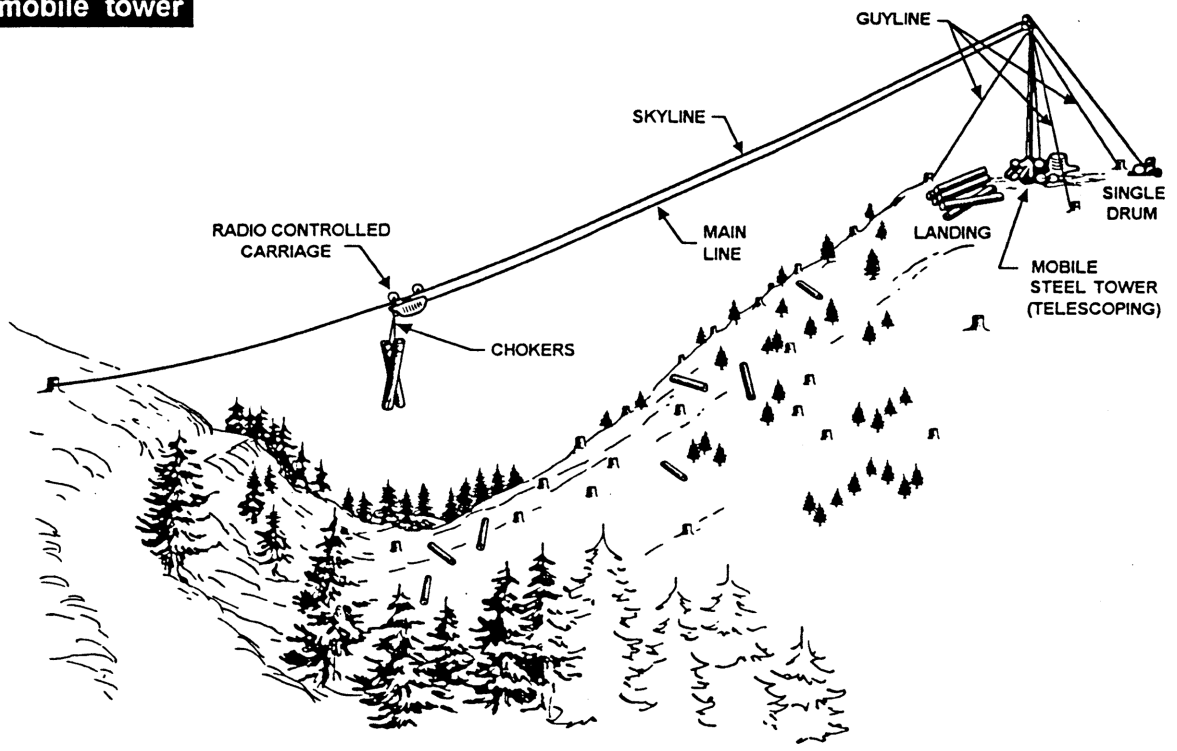 mobile tower
GUYLINE
SKYLINE
RADIO CONTROLLED
CARRIAGE
MAIN
LINE
SINGLE
DRUM
LANDING
MOBILE
STEEL TOWER
(TELESCOPING)
CHOKERS